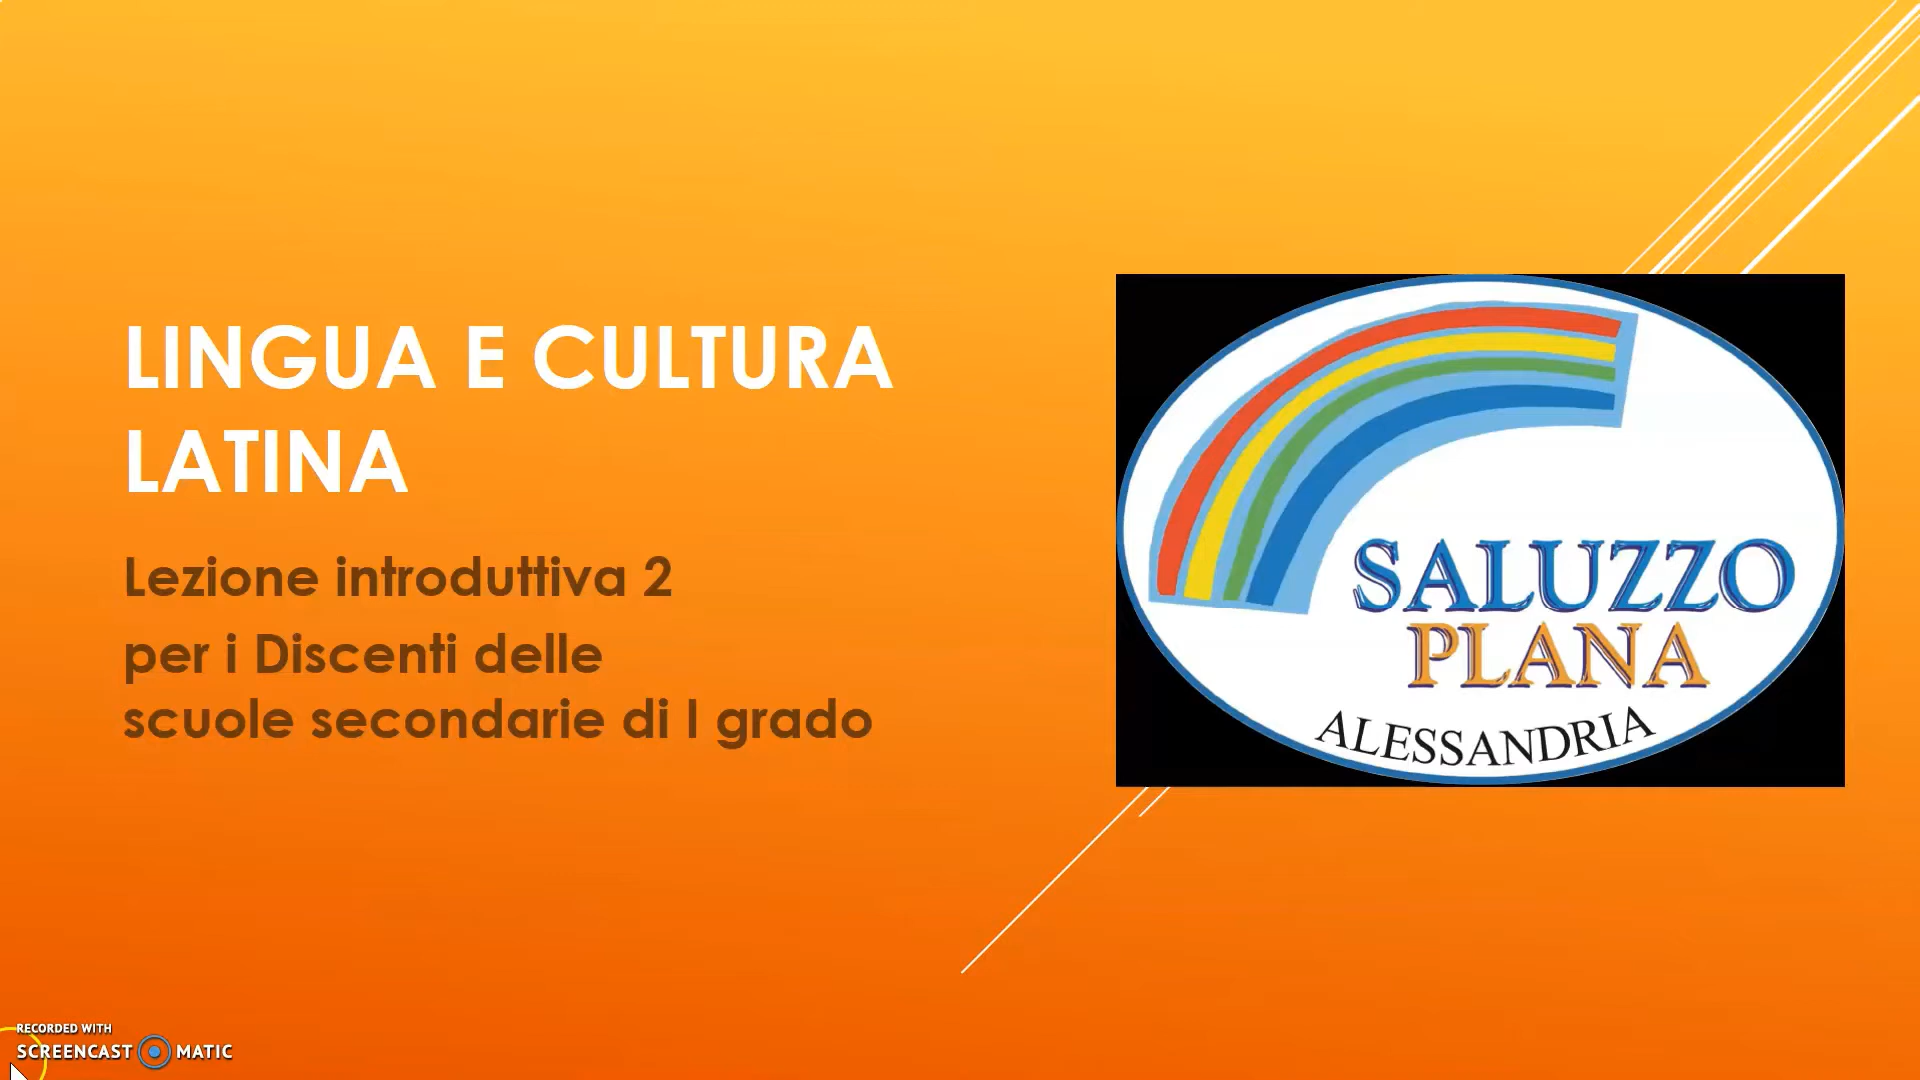 LINGUA E CULTURA
LATINA
Lezione introduttiva 2
per i Discenti delle
scuole secondarie di I grado
SALUZZO
PLANA
ALESSANDRIA
RECORDED WITH
SCREENCAST MATIC